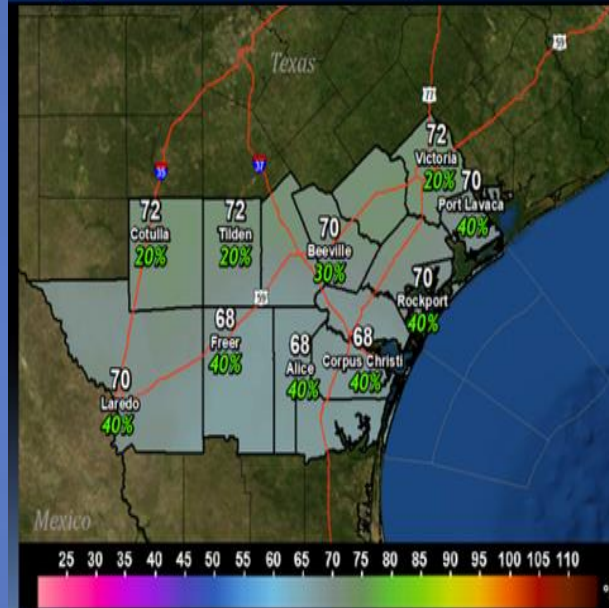 Texas
59
77
72
Victoria
20%
70
Port Lavaca
40%
35
37
72
Cotulla
20%
72
Tilden
20%
70
Beeville
30%
59
70
Rockport
40%
68
Freer
40%
68
Alice
40%
68
Corpus Christi
40%
70
Laredo
40%
Mexico
25 30 35 40 45 50 55 60 65 70 75 80 85 90 95 100 105 110